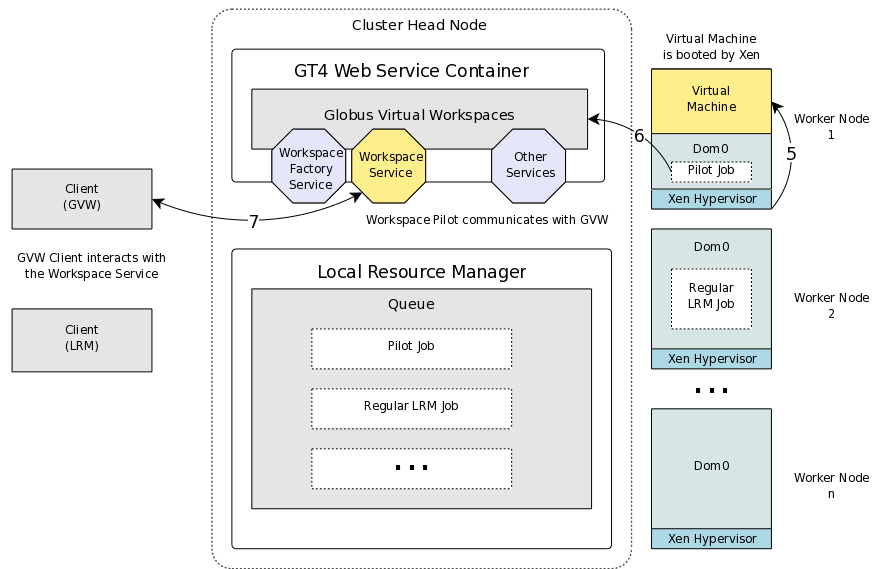 Cluster Head Node
GT4 Web Service Container
Globus Virtual Workspaces
Workspace
Factory
Service
Workspace
Service
Other
Services
Workspace Pilot communicates with GVW
Client
(GVW)
7
GVW Client interacts with
the Workspace Service
Client
(LRM)
Local Resource Manager
Queue
Pilot Job
Regular LRM Job
...
Virtual Machine
is booted by Xen
Virtual
Machine
Dom0
Pilot Job
Xen Hypervisor
6
5
Worker Node
1
Dom0
Regular
LRM Job
Xen Hypervisor
Worker Node
2
...
Dom0
Xen Hypervisor
Worker Node
n